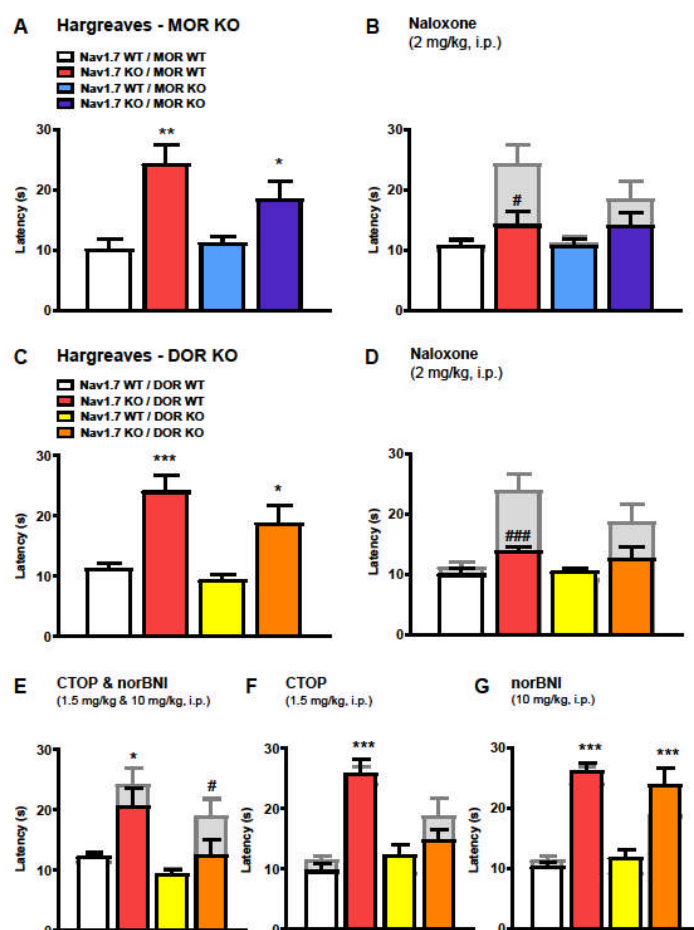 A Hargreaves - MOR KO
Nav1.7 WT / MOR WT
Nav1.7 KO / MOR WT
Nav1.7 WT / MOR KO
Nav1.7 KO / MOR KO
30
20
10
0
Latency (s)
**
*
B Naloxone
(2 mg/kg, i.p.)
30
20
10
0
Latency (s)
#
C Hargreaves - DOR KO
Nav1.7 WT / DOR WT
Nav1.7 KO / DOR WT
Nav1.7 WT / DOR KO
Nav1.7 KO / DOR KO
30
20
10
0
Latency (s)
***
*
D Naloxone
(2 mg/kg, i.p.)
30
20
10
0
Latency (s)
###
E CTOP & norBNI
(1.5 mg/kg & 10 mg/kg, i.p.)
30
20
10
0
Latency (s)
*
#
F CTOP
(1.5 mg/kg, i.p.)
30
20
10
0
Latency (s)
***
G norBNI
(10 mg/kg, i.p.)
30
20
10
0
Latency (s)
***
***